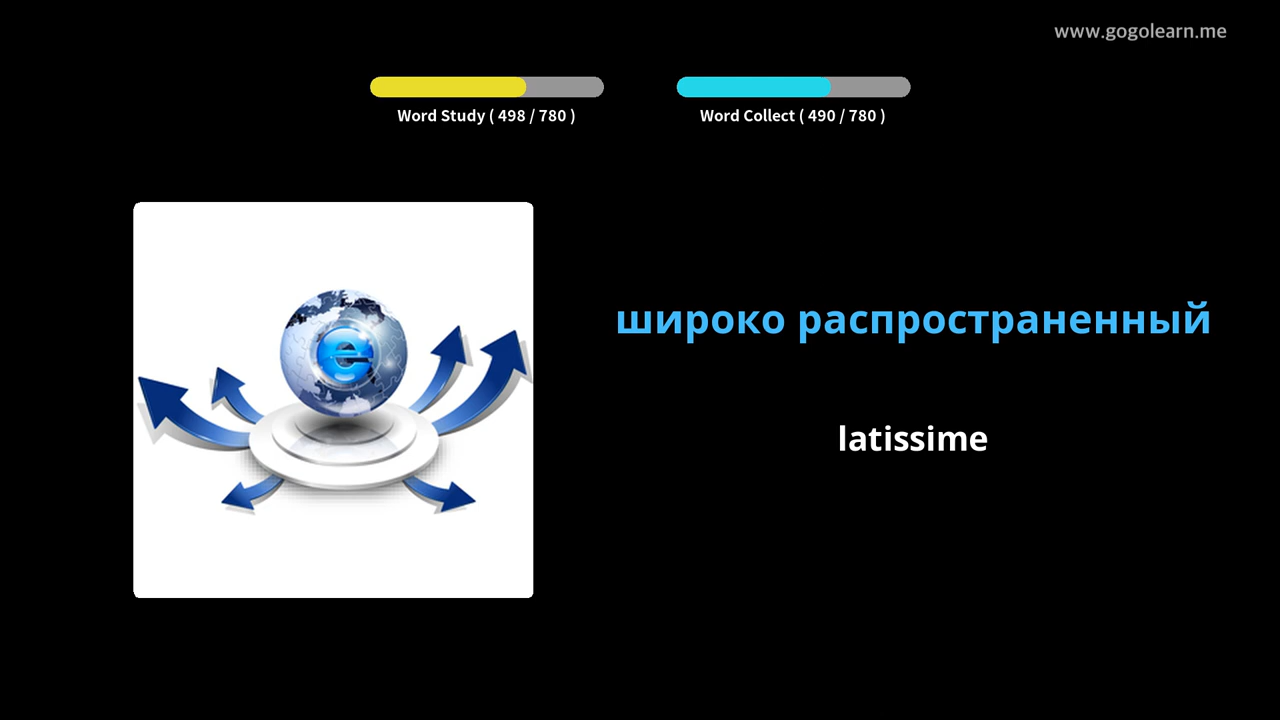 www.gogolearn.me
Word Study ( 498 / 780 )
Word Collect ( 490 / 780 )
e
широко распространенный
latissime